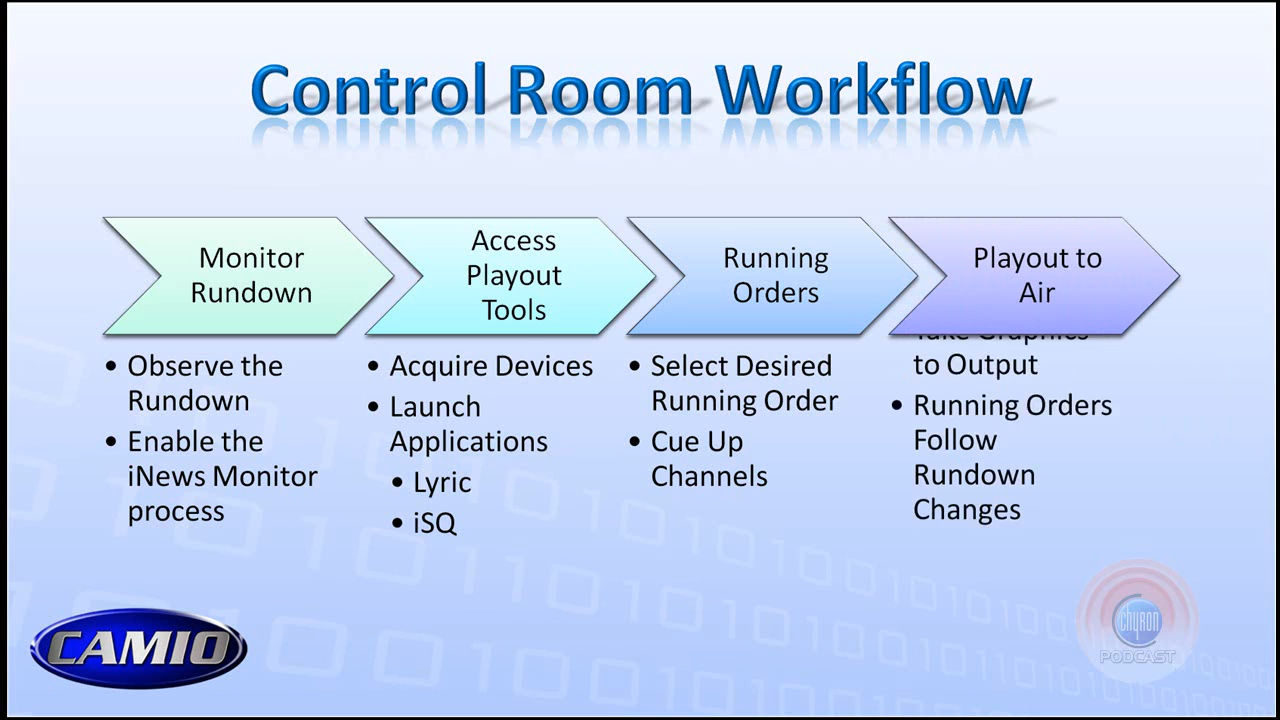 Control Room Workflow
Monitor
Rundown
• Observe the
Rundown
• Enable the
iNews Monitor
process
Access
Playout
Tools
• Acquire Devices
• Launch
Applications
• Lyric
• iSQ
Running
Orders
• Select Desired
Running Order
• Cue Up
Channels
Playout to
Air
Take Graphics
to Output
• Running Orders
Follow
Rundown
Changes
CAMIO
chyron
PODCAST